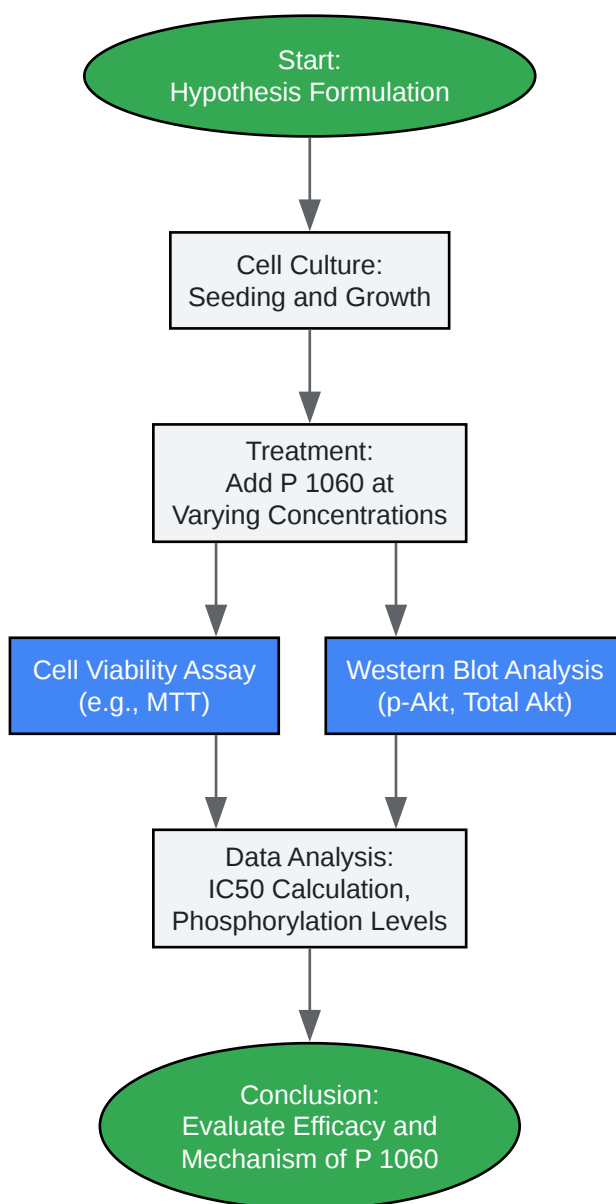 Start:
Hypothesis Formulation
Cell Culture:
Seeding and Growth
Treatment:
Add P 1060 at
Varying Concentrations
Cell Viability Assay
(e.g., MTT)
Western Blot Analysis
(p-Akt, Total Akt)
Data Analysis:
IC50 Calculation,
Phosphorylation Levels
Conclusion:
Evaluate Efficacy and
Mechanism of P 1060